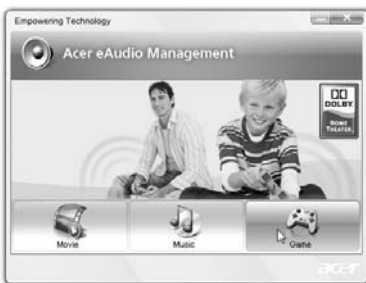 Empowering Technology
Acer eAudio Management
DOLBY
HOME
THEATER
Movie
Music
Game
acer